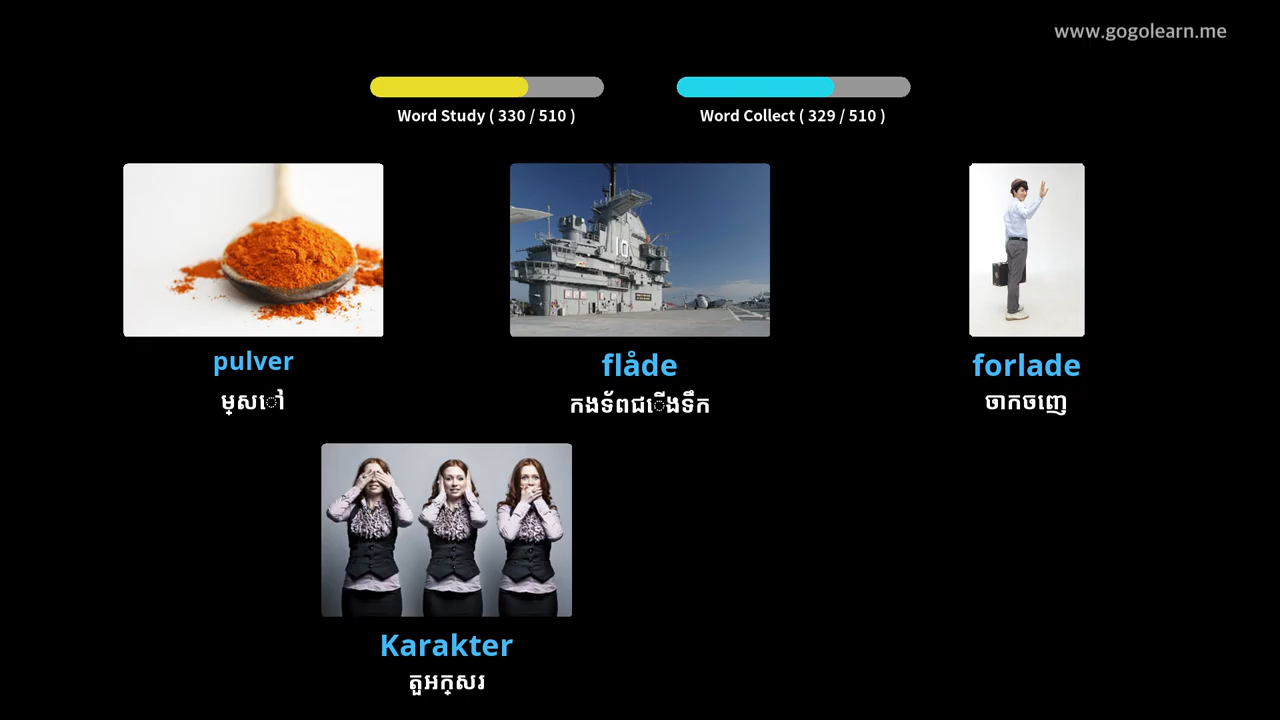 www.gogolearn.me
Word Study ( 330 / 510 )
Word Collect ( 329 / 510 )
pulver
ម្សៅ
flåde
កងទ័ពជើងទឹក
forlade
ចាកចេញ
Karakter
តួអក្សរ